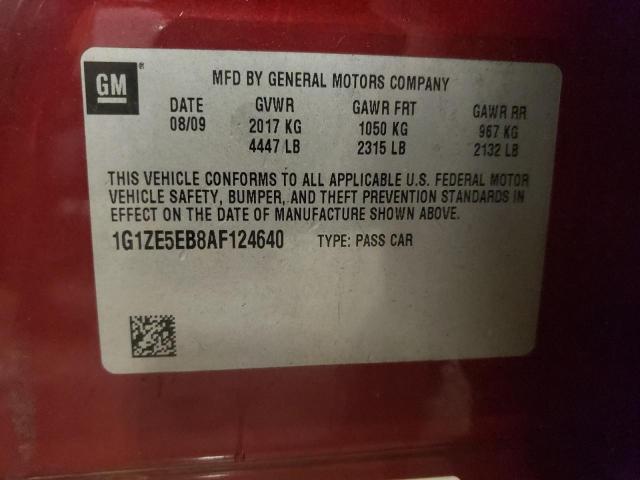 GM
MFD BY GENERAL MOTORS COMPANY
DATE GVWR GAWR FRT GAWR RR
08/09 2017 KG 1050 KG 967 KG
4447 LB 2315 LB 2132 LB
THIS VEHICLE CONFORMS TO ALL APPLICABLE U.S. FEDERAL MOTOR
VEHICLE SAFETY, BUMPER, AND THEFT PREVENTION STANDARDS IN
EFFECT ON THE DATE OF MANUFACTURE SHOWN ABOVE.
1G1ZE5EB8AF124640 TYPE: PASS CAR